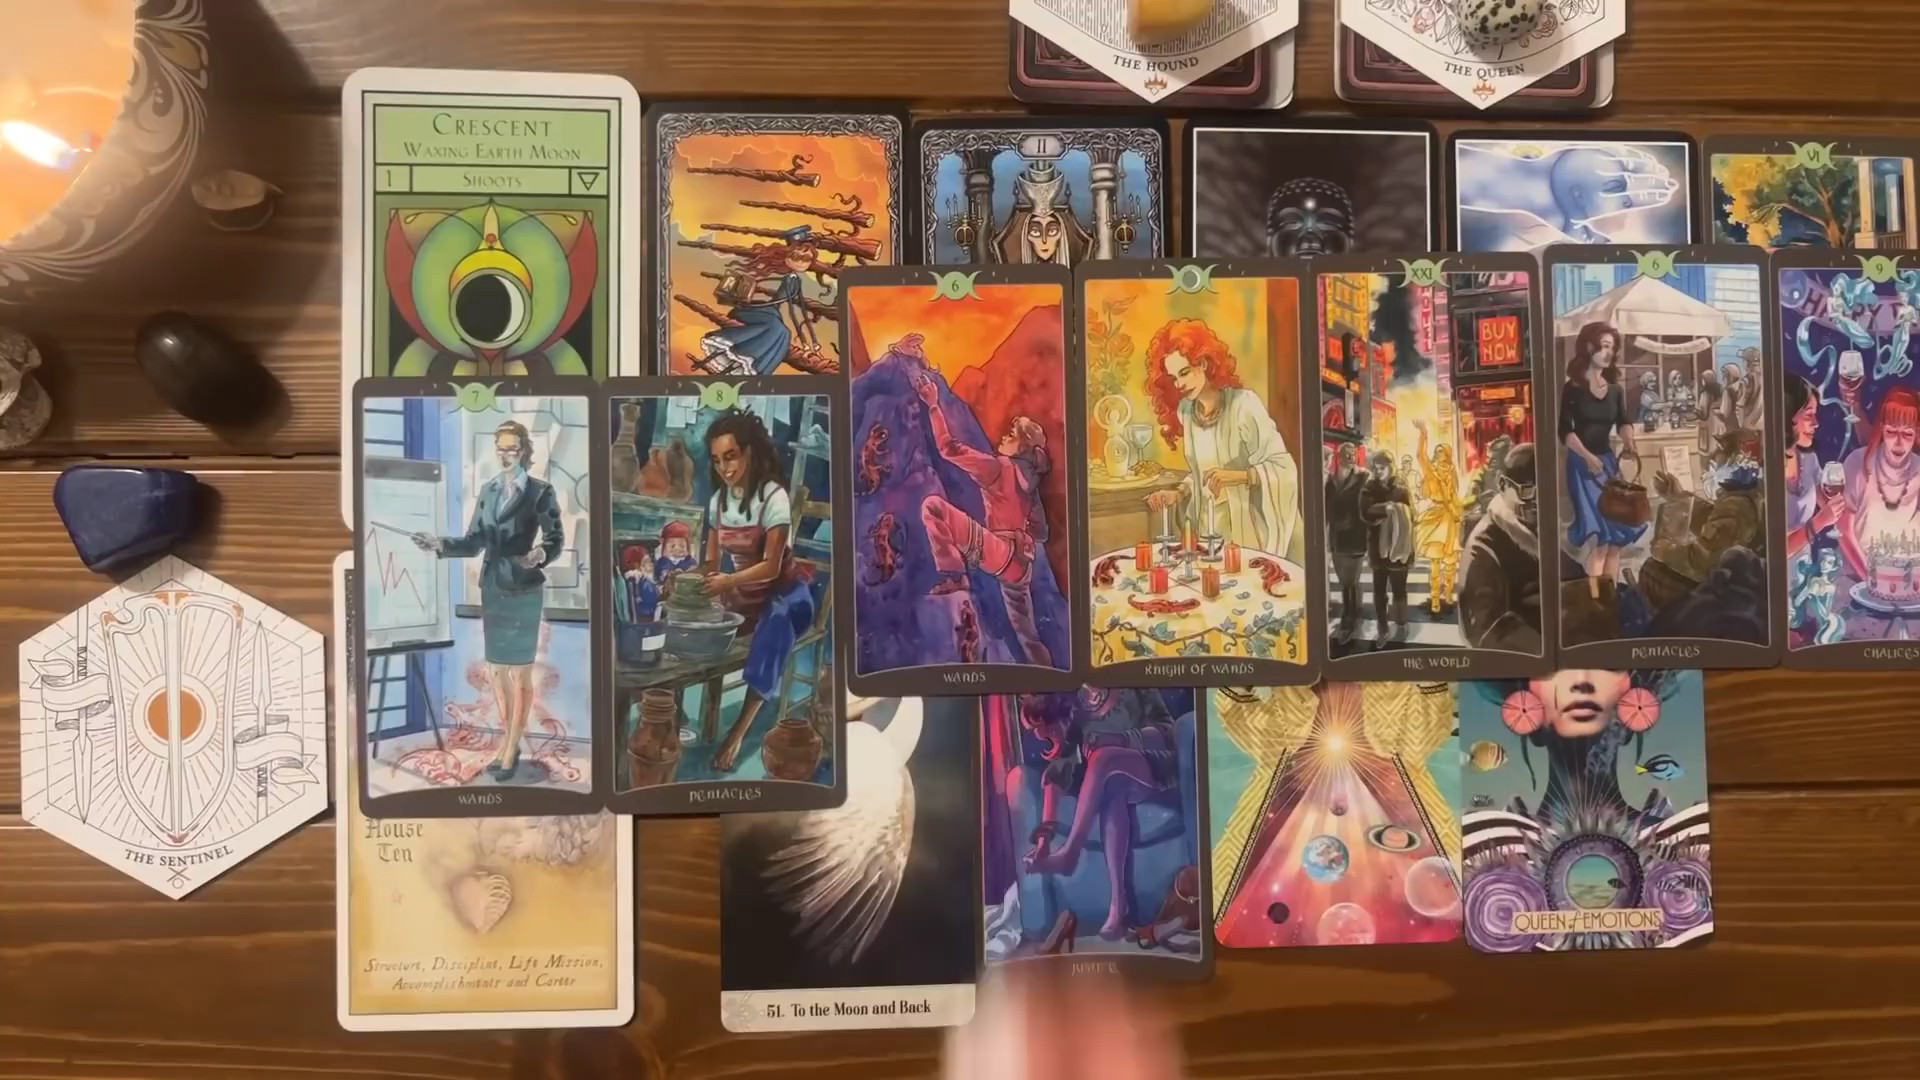 THE HOUND
THE QUEEN
CRESCENT
WAXING EARTH MOON
1
SHOOTS
II
VI
6
XXI
6
9
BUY
NOW
7
8
WANDS
KNIGHT OF WANDS
THE WORLD
PENTACLES
CHALICES
WANDS
PENTACLES
THE SENTINEL
House
Ten
Structure, Discipline, Life Mission,
Accomplishments and Career
51. To the Moon and Back
QUEEN of EMOTIONS